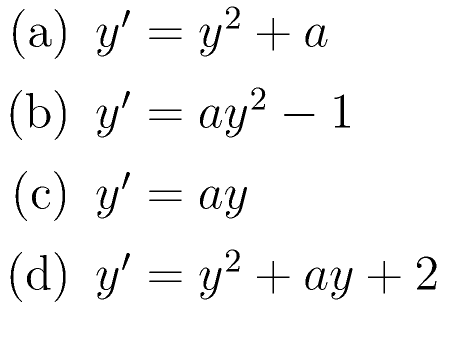 (a) y′ = y² + a
(b) y′ = ay² − 1
(c) y′ = ay
(d) y′ = y² + ay + 2